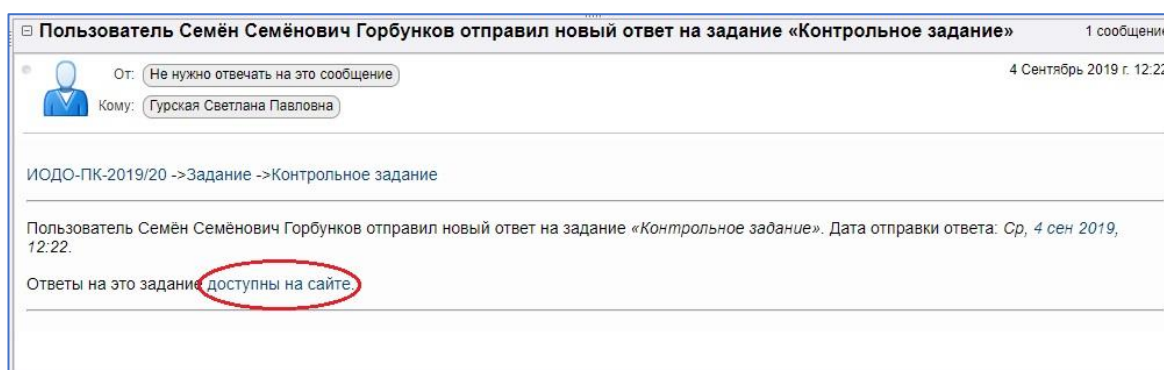 Пользователь Семён Семёнович Горбунков отправил новый ответ на задание «Контрольное задание» 1 сообщение
От: Не нужно отвечать на это сообщение 4 Сентябрь 2019 г. 12:22
Кому: Гурская Светлана Павловна
ИОДО-ПК-2019/20 ->Задание ->Контрольное задание
Пользователь Семён Семёнович Горбунков отправил новый ответ на задание «Контрольное задание». Дата отправки ответа: Ср, 4 сен 2019,
12:22.
Ответы на это задание доступны на сайте.